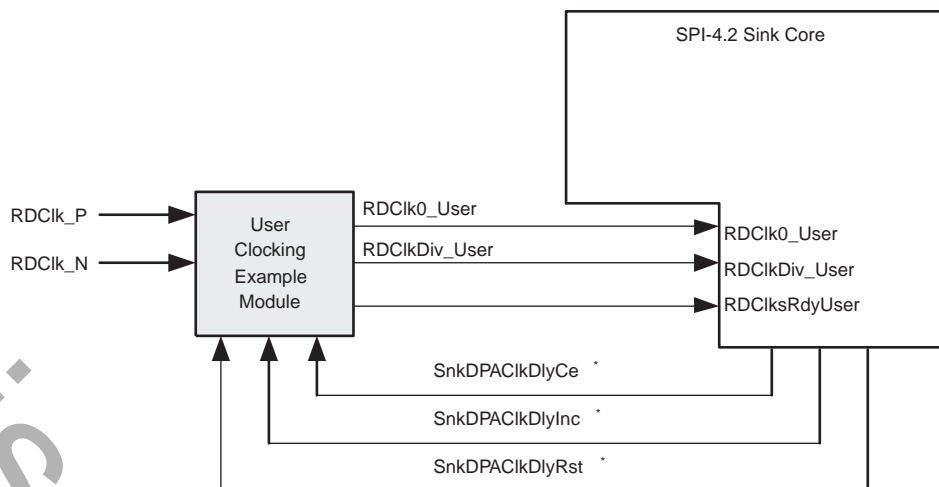 SPI-4.2 Sink Core
RDClk_P
RDClk_N
User
Clocking
Example
Module
RDClk0_User
RDClkDiv_User
RDClk0_User
RDClkDiv_User
RDClksRdyUser
SnkDPAClkDlyCe *
SnkDPAClkDlyInc *
SnkDPAClkDlyRst *